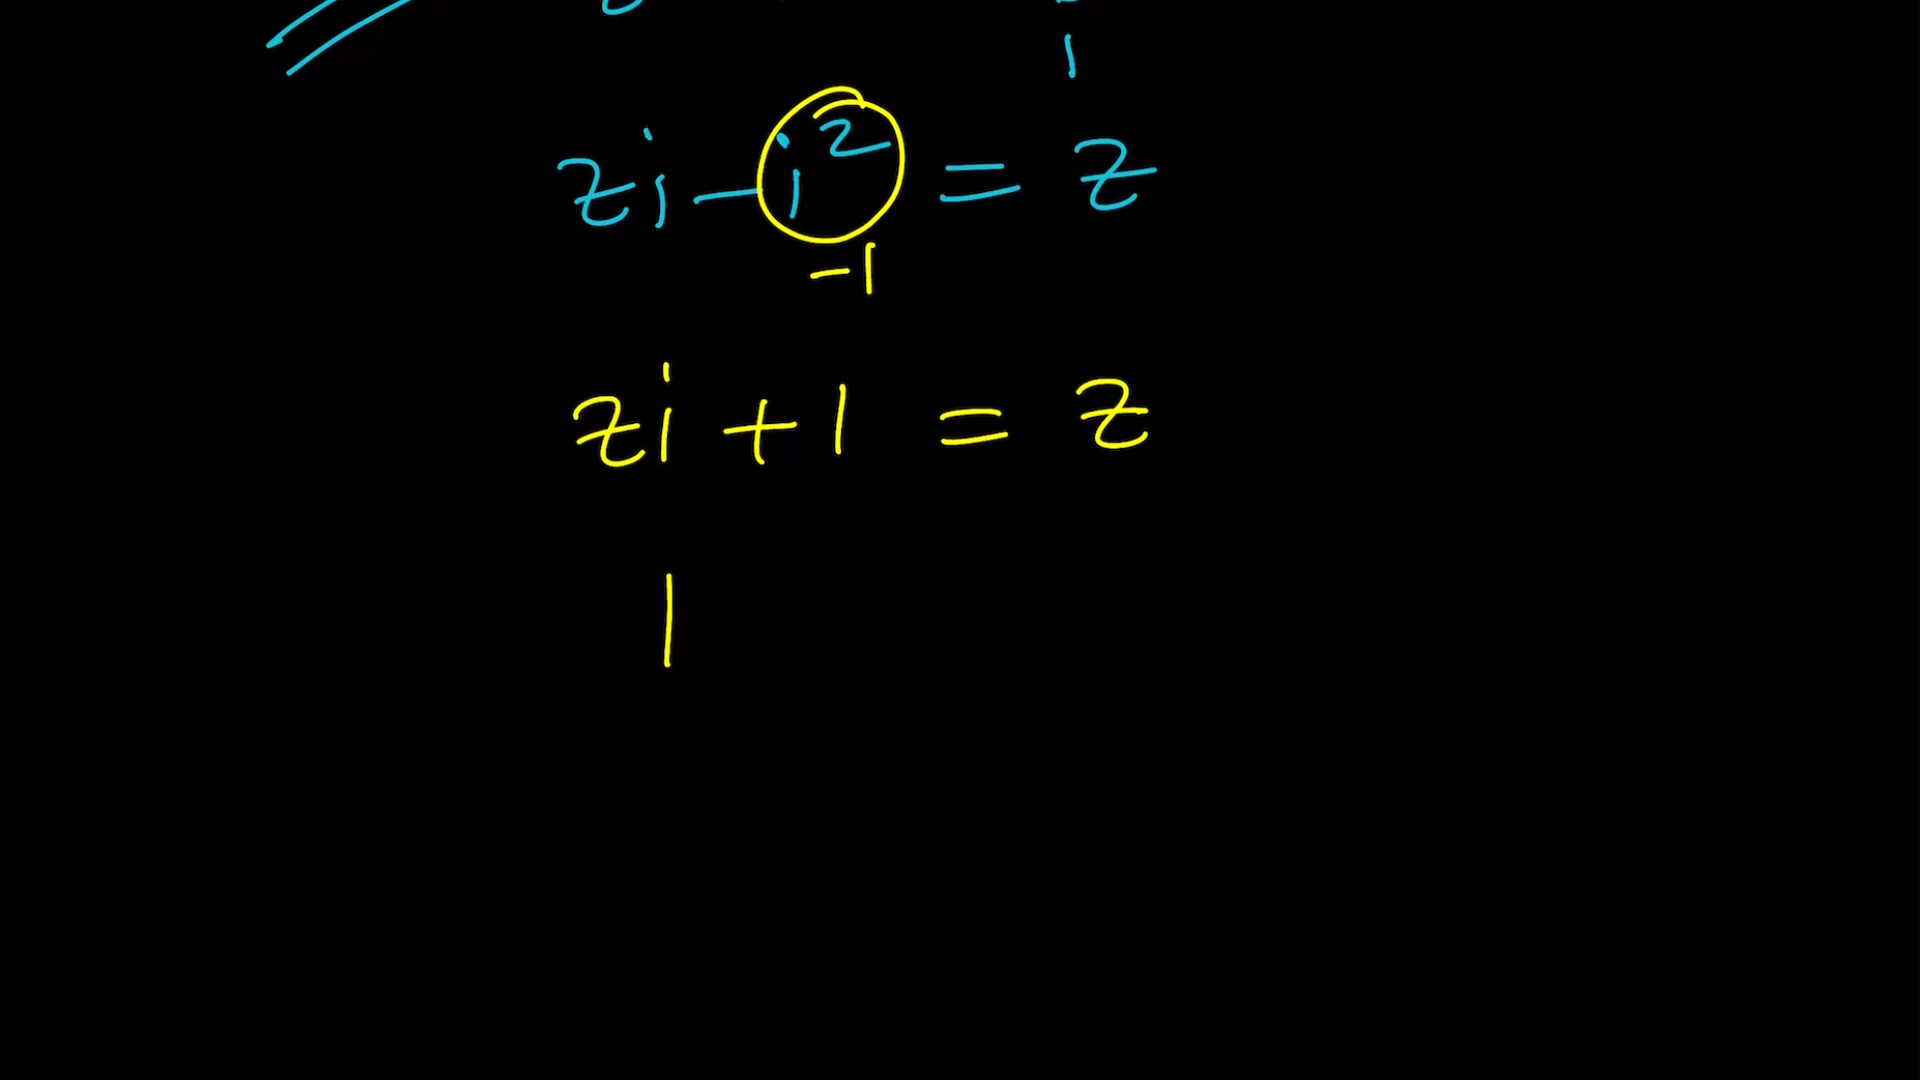 zi - i² = z
-1
zi + 1 = z
1